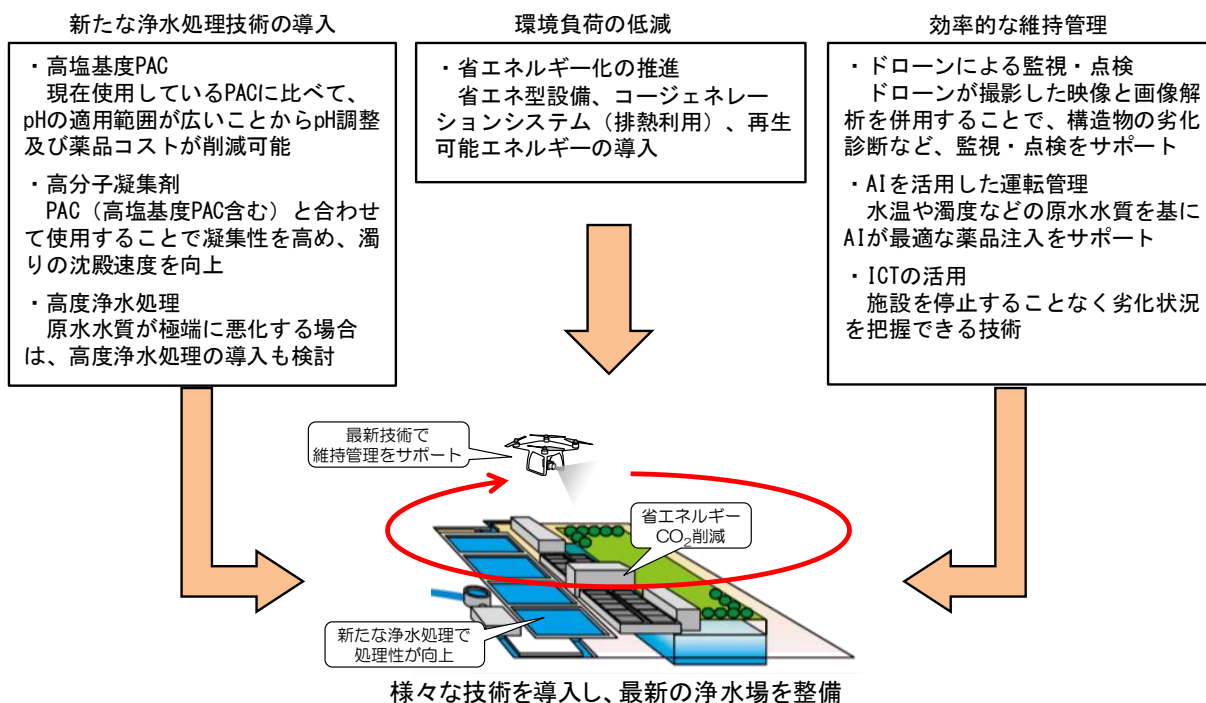 新たな浄水処理技術の導入
・高塩基度PAC
現在使用しているPACに比べて、
pHの適用範囲が広いことからpH調整
及び薬品コストが削減可能
・高分子凝集剤
PAC（高塩基度PAC含む）と合わせ
て使用することで凝集性を高め、濁
りの沈殿速度を向上
・高度浄水処理
原水水質が極端に悪化する場合
は、高度浄水処理の導入も検討
環境負荷の低減
・省エネルギー化の推進
省エネ型設備、コージェネレー
ションシステム（排熱利用）、再生
可能エネルギーの導入
効率的な維持管理
・ドローンによる監視・点検
ドローンが撮影した映像と画像解
析を併用することで、構造物の劣化
診断など、監視・点検をサポート
・AIを活用した運転管理
水温や濁度などの原水水質を基に
AIが最適な薬品注入をサポート
・ICTの活用
施設を停止することなく劣化状況
を把握できる技術
最新技術で
維持管理をサポート
省エネルギー
CO₂削減
新たな浄水処理で
処理性が向上
様々な技術を導入し、最新の浄水場を整備